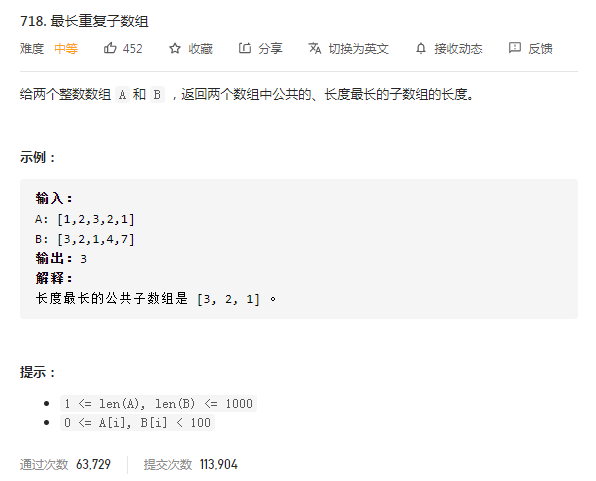 718. 最长重复子数组
难度 中等 452 收藏 分享 切换为英文 接收动态 反馈
给两个整数数组 A 和 B ，返回两个数组中公共的、长度最长的子数组的长度。
示例：
输入：
A: [1,2,3,2,1]
B: [3,2,1,4,7]
输出：3
解释：
长度最长的公共子数组是 [3, 2, 1] 。
提示：
1 <= len(A), len(B) <= 1000
0 <= A[i], B[i] < 100
通过次数 63,729 提交次数 113,904